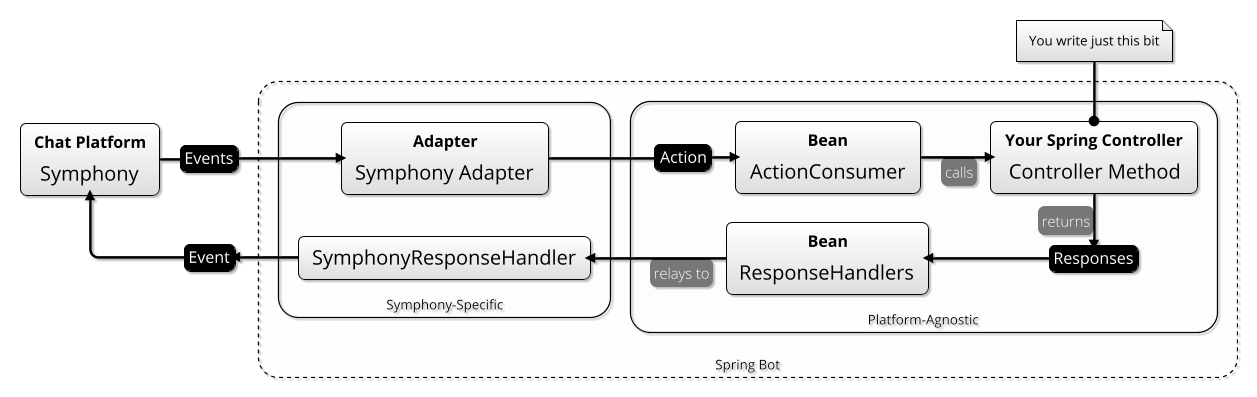 You write just this bit
Chat Platform
Symphony
Events
Adapter
Symphony Adapter
Action
Bean
ActionConsumer
calls
Your Spring Controller
Controller Method
returns
Responses
Bean
ResponseHandlers
relays to
SymphonyResponseHandler
Event
Symphony-Specific
Platform-Agnostic
Spring Bot